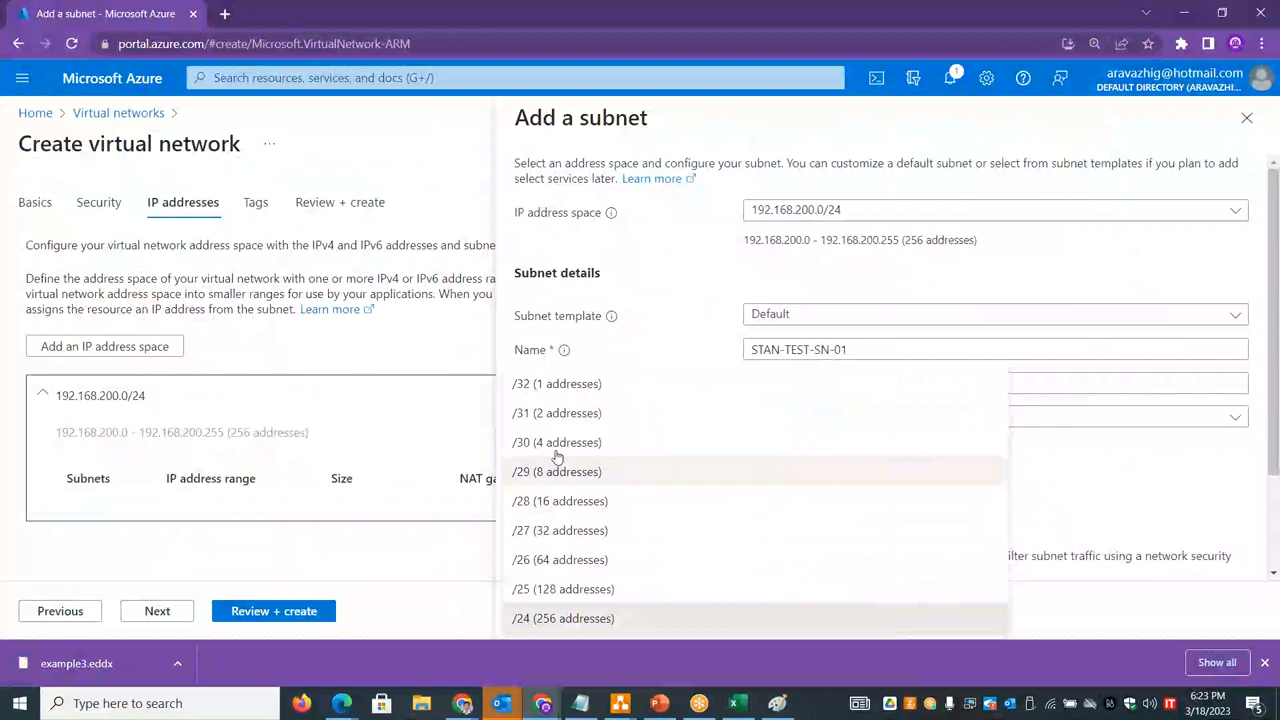 Add a subnet - Microsoft Azure
portal.azure.com/#create/Microsoft.VirtualNetwork-ARM
Microsoft Azure
Search resources, services, and docs (G+/)
1
aravazhig@hotmail.com
DEFAULT DIRECTORY (ARAVAZHI...
Home > Virtual networks >
Create virtual network ...
Basics Security IP addresses Tags Review + create
Configure your virtual network address space with the IPv4 and IPv6 addresses and subne
Define the address space of your virtual network with one or more IPv4 or IPv6 address ra
virtual network address space into smaller ranges for use by your applications. When you
assigns the resource an IP address from the subnet. Learn more
Add an IP address space
192.168.200.0/24
192.168.200.0 - 192.168.200.255 (256 addresses)
Subnets IP address range Size NAT ga
Previous Next Review + create
Add a subnet
Select an address space and configure your subnet. You can customize a default subnet or select from subnet templates if you plan to add
select services later. Learn more
IP address space 192.168.200.0/24
192.168.200.0 - 192.168.200.255 (256 addresses)
Subnet details
Subnet template Default
Name * STAN-TEST-SN-01
/32 (1 addresses)
/31 (2 addresses)
/30 (4 addresses)
/29 (8 addresses)
/28 (16 addresses)
/27 (32 addresses)
/26 (64 addresses)
/25 (128 addresses)
/24 (256 addresses)
ilter subnet traffic using a network security
example3.eddx
Show all
Type here to search
IT
6:23 PM
3/18/2023
5